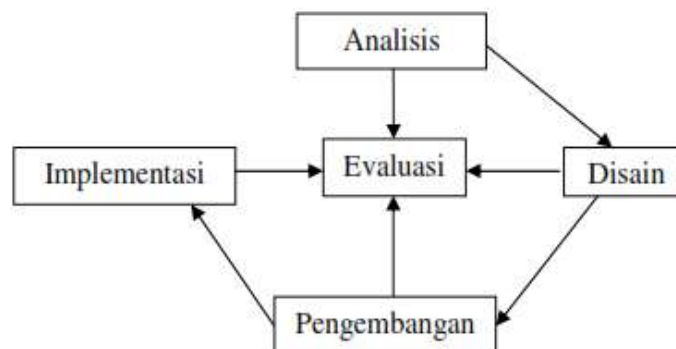 Analisis
Implementasi
Evaluasi
Disain
Pengembangan